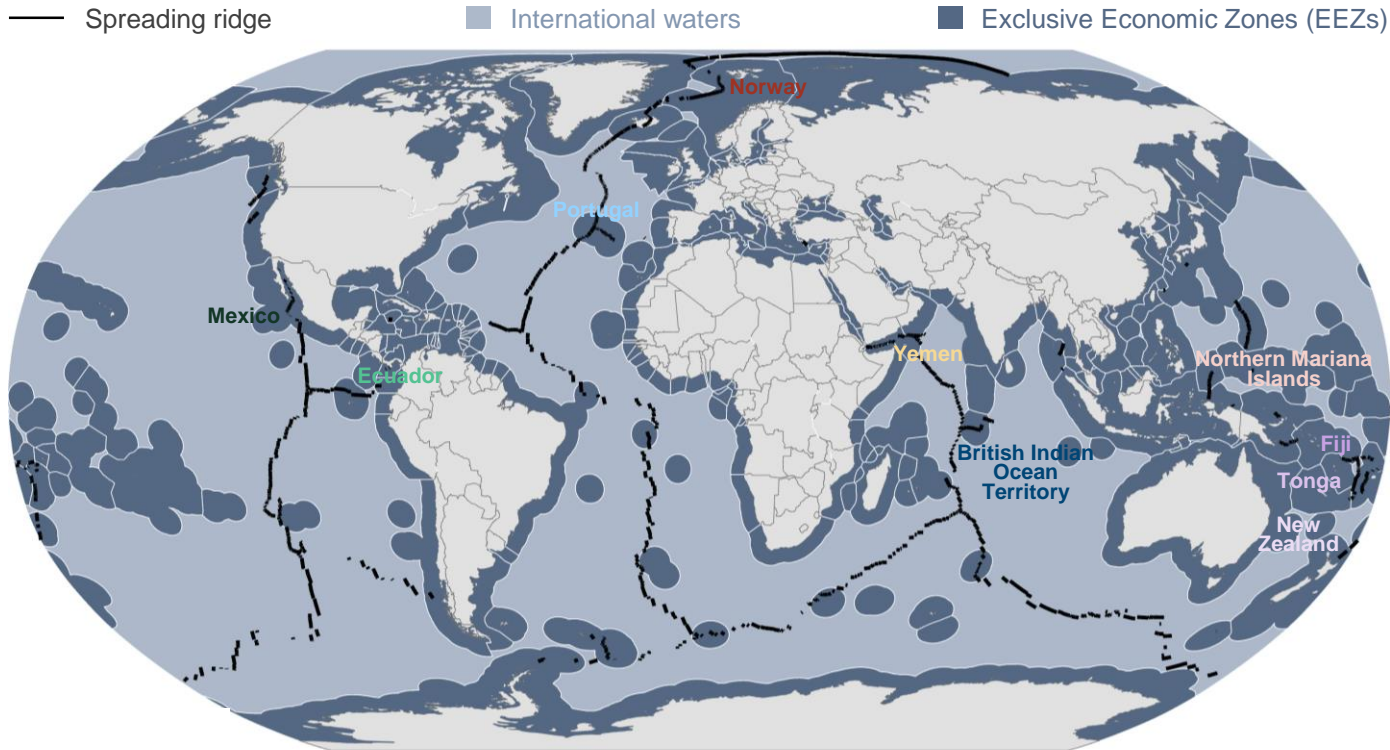 Spreading ridge
International waters
Exclusive Economic Zones (EEZs)
Norway
Portugal
Mexico
Ecuador
Yemen
Northern Mariana
Islands
British Indian
Ocean
Territory
Fiji
Tonga
New
Zealand